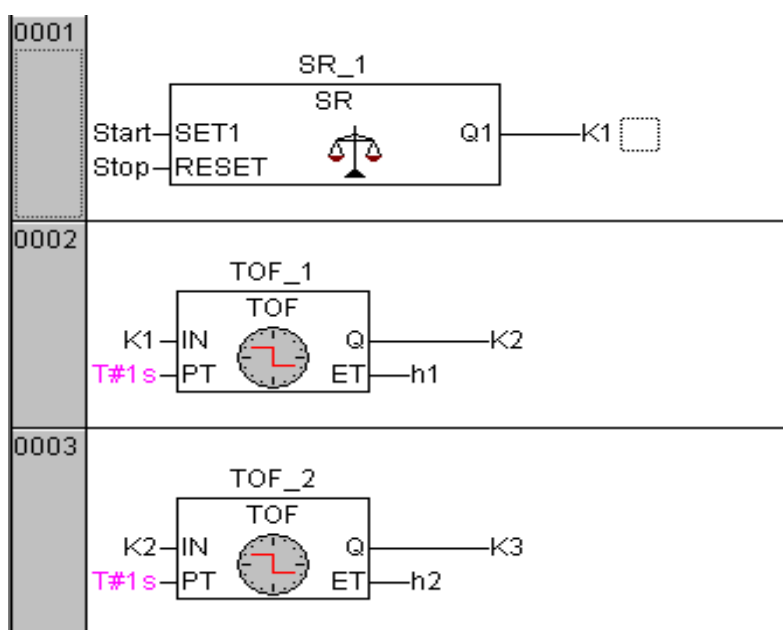 0001
SR_1
SR
Start SET1 Q1 K1
Stop RESET
0002
TOF_1
TOF
K1 IN Q K2
T#1s PT ET h1
0003
TOF_2
TOF
K2 IN Q K3
T#1s PT ET h2